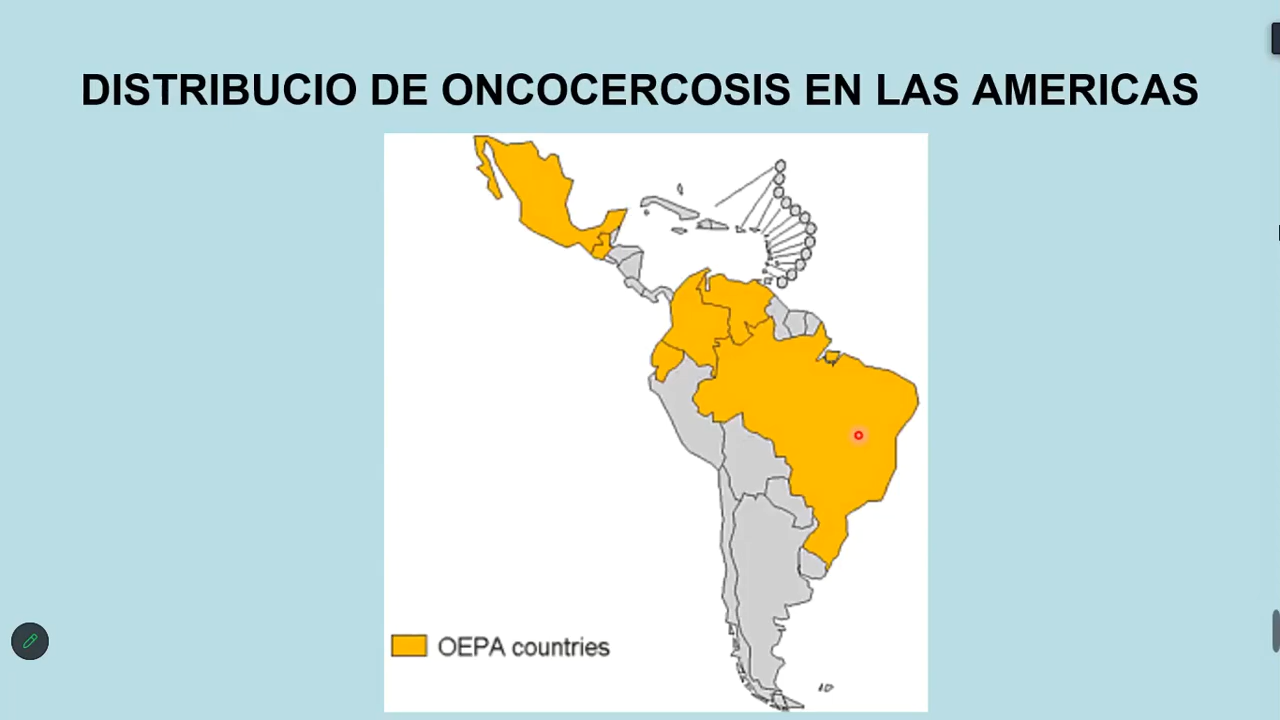 DISTRIBUCIO DE ONCOCERCOSIS EN LAS AMERICAS
OEPA countries